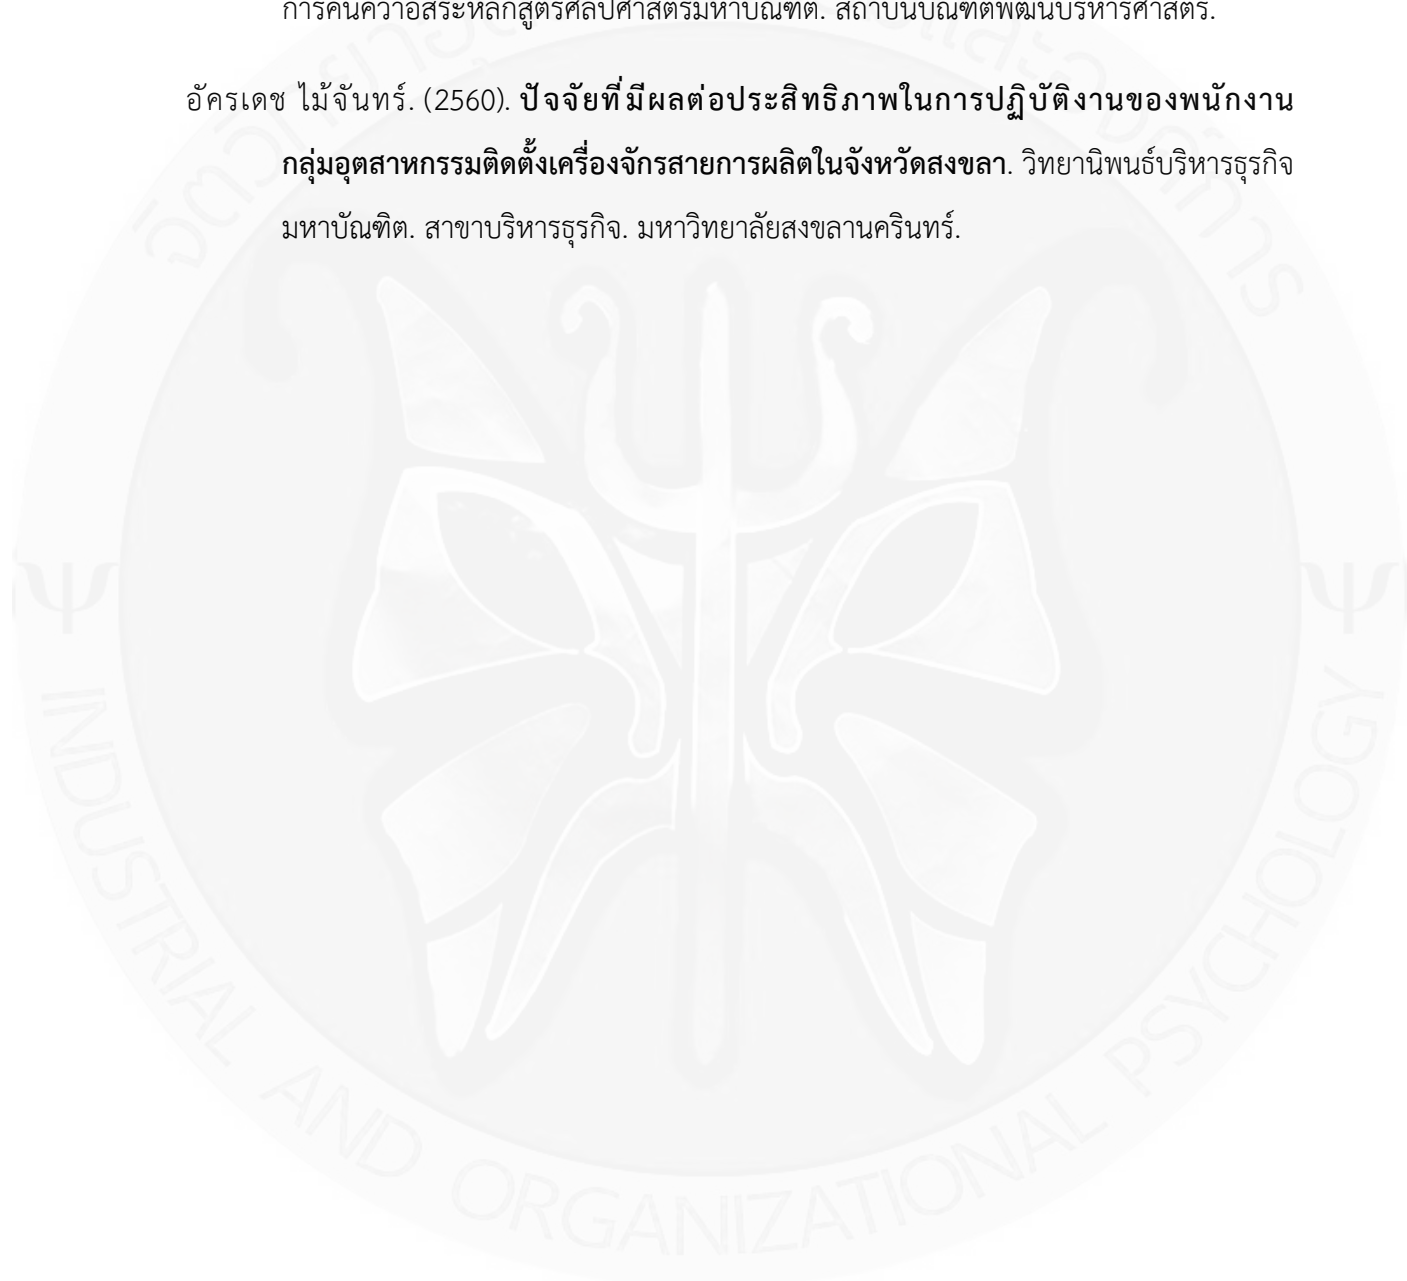 การค้นคว้าอิสระหลักสูตรศิลปศาสตรมหาบัณฑิต. สถาบันบัณฑิตพัฒนบริหารศาสตร์.
อัครเดช ไม้จันทร์. (2560). ปัจจัยที่มีผลต่อประสิทธิภาพในการปฏิบัติงานของพนักงาน
กลุ่มอุตสาหกรรมติดตั้งเครื่องจักรสายการผลิตในจังหวัดสงขลา. วิทยานิพนธ์บริหารธุรกิจ
มหาบัณฑิต. สาขาบริหารธุรกิจ. มหาวิทยาลัยสงขลานครินทร์.
Ψ Ψ
INDUSTRIAL AND ORGANIZATIONAL PSYCHOLOGY